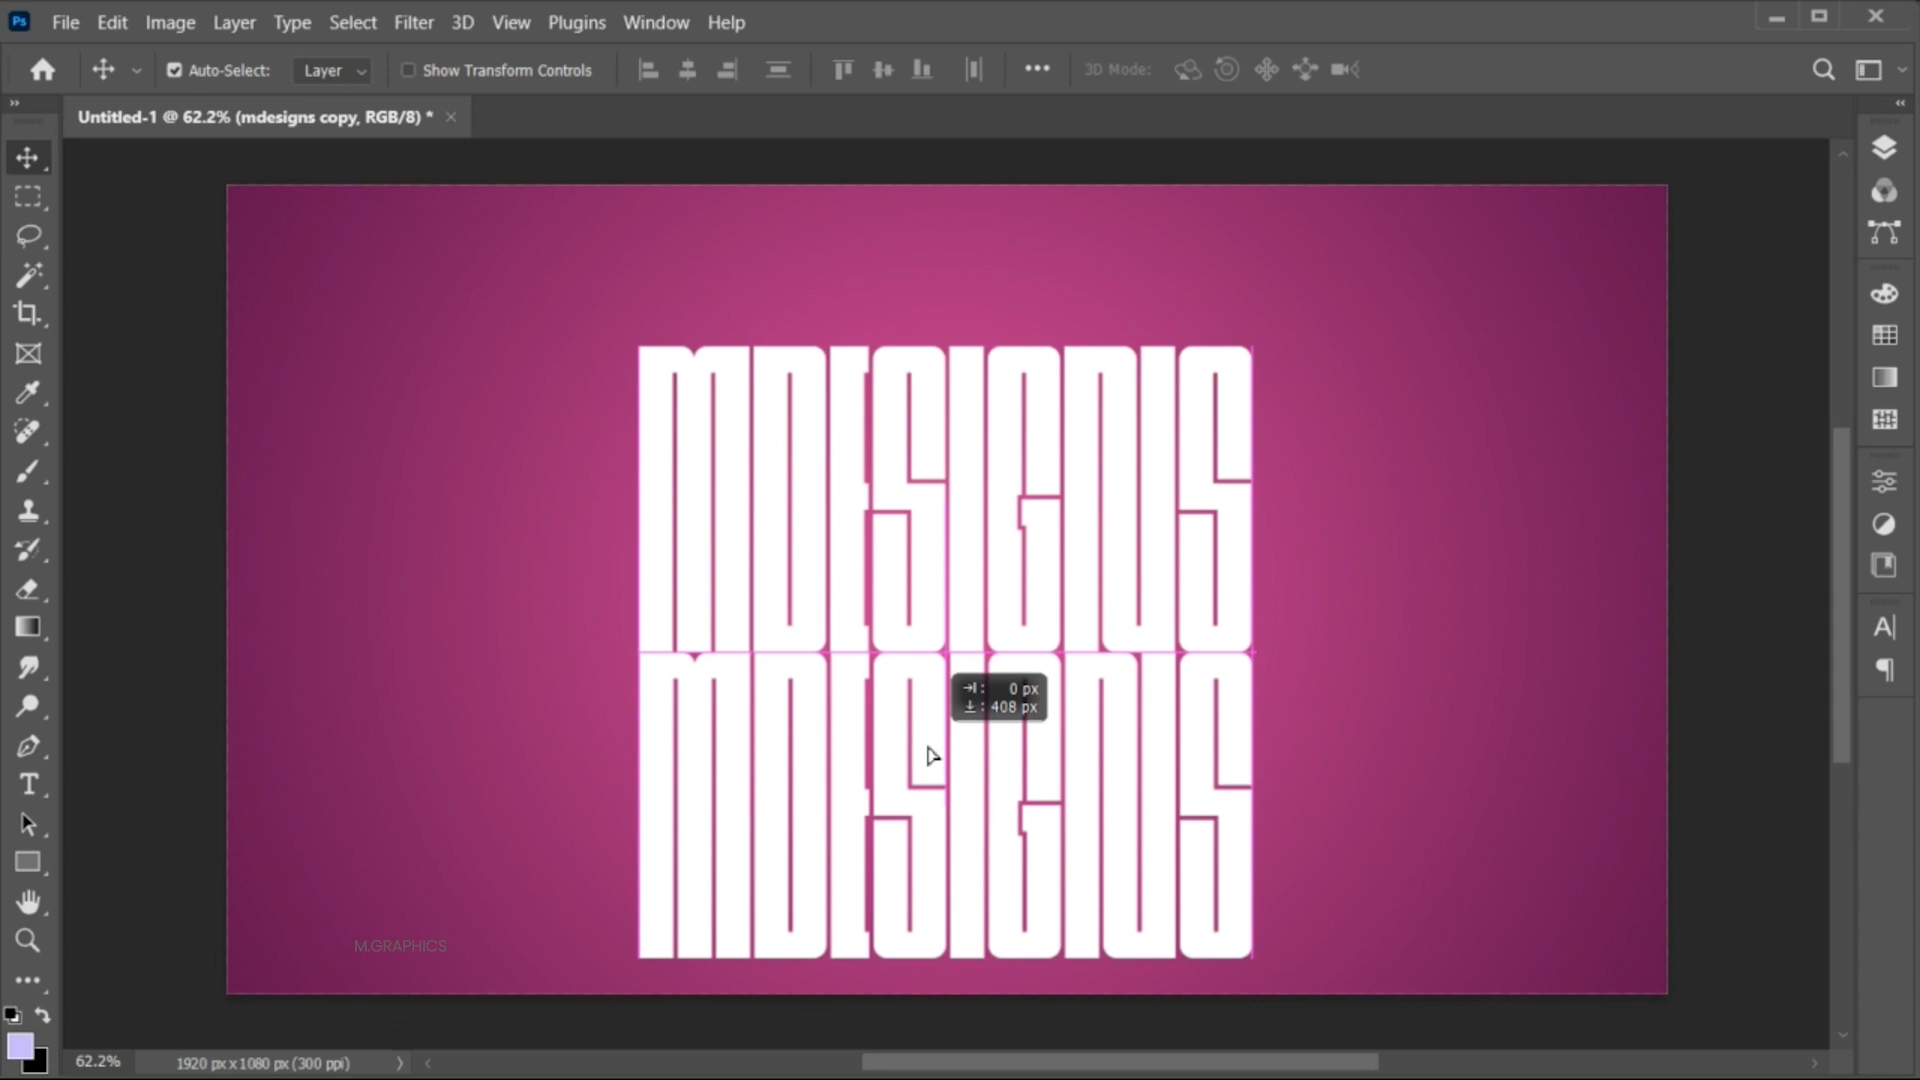 Ps File Edit Image Layer Type Select Filter 3D View Plugins Window Help
Auto-Select: Layer Show Transform Controls 3D Mode:
Untitled-1 @ 62.2% (mdesigns copy, RGB/8) *
MDESIGNS
MDESIGNS
: 0 px
: 408 px
M.GRAPHICS
62.2% 1920 px x 1080 px (300 ppi)